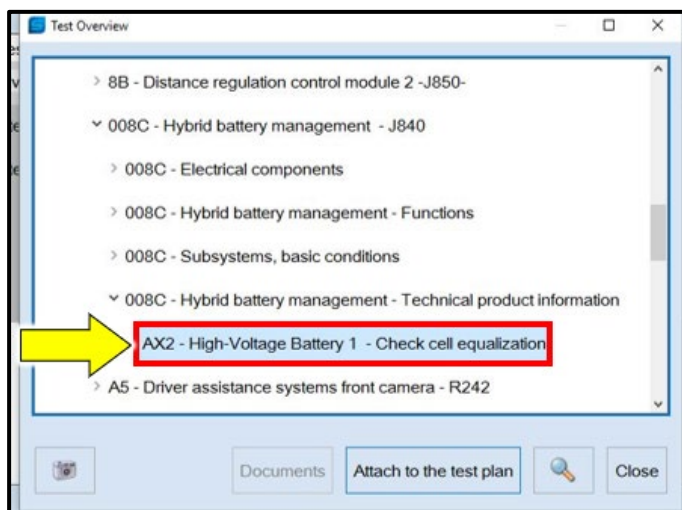 Test Overview
8B - Distance regulation control module 2 -J850-
008C - Hybrid battery management - J840
008C - Electrical components
008C - Hybrid battery management - Functions
008C - Subsystems, basic conditions
008C - Hybrid battery management - Technical product information
AX2 - High-Voltage Battery 1 - Check cell equalization
A5 - Driver assistance systems front camera - R242
Documents
Attach to the test plan
Close